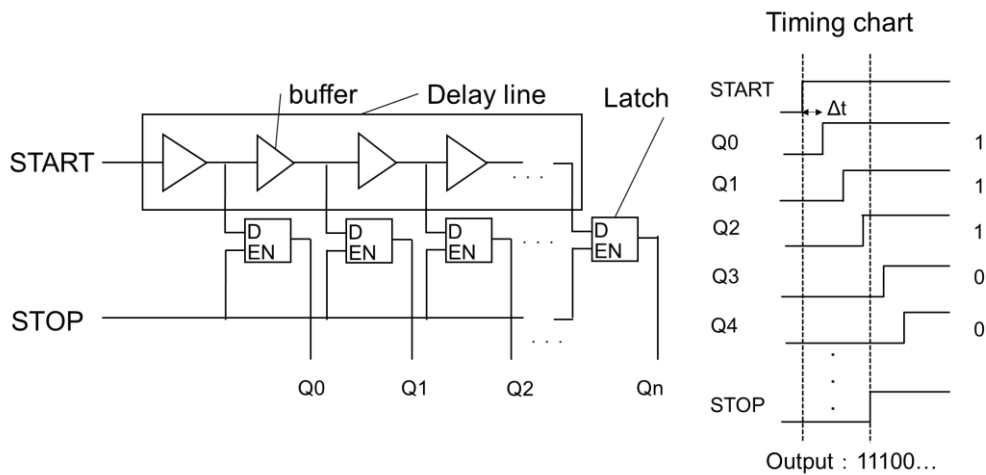 Timing chart
buffer
Delay line
Latch
START
D
EN
D
EN
D
EN
D
EN
. . .
. . .
STOP
. . .
Q0
Q1
Q2
Qn
START
Δt
Q0 1
Q1 1
Q2 1
Q3 0
Q4 0
STOP
Output : 11100...